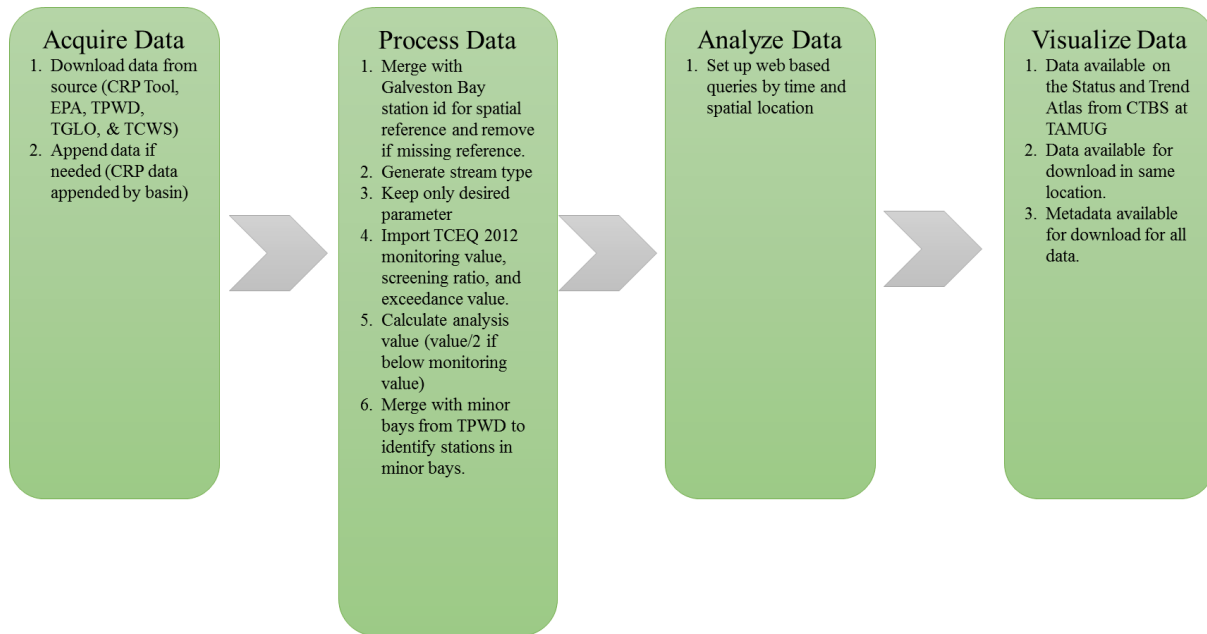 Acquire Data
1. Download data from
source (CRP Tool,
EPA, TPWD,
TGLO, & TCWS)
2. Append data if
needed (CRP data
appended by basin)
Process Data
1. Merge with
Galveston Bay
station id for spatial
reference and remove
if missing reference.
2. Generate stream type
3. Keep only desired
parameter
4. Import TCEQ 2012
monitoring value,
screening ratio, and
exceedance value.
5. Calculate analysis
value (value/2 if
below monitoring
value)
6. Merge with minor
bays from TPWD to
identify stations in
minor bays.
Analyze Data
1. Set up web based
queries by time and
spatial location
Visualize Data
1. Data available on
the Status and Trend
Atlas from CTBS at
TAMUG
2. Data available for
download in same
location.
3. Metadata available
for download for all
data.